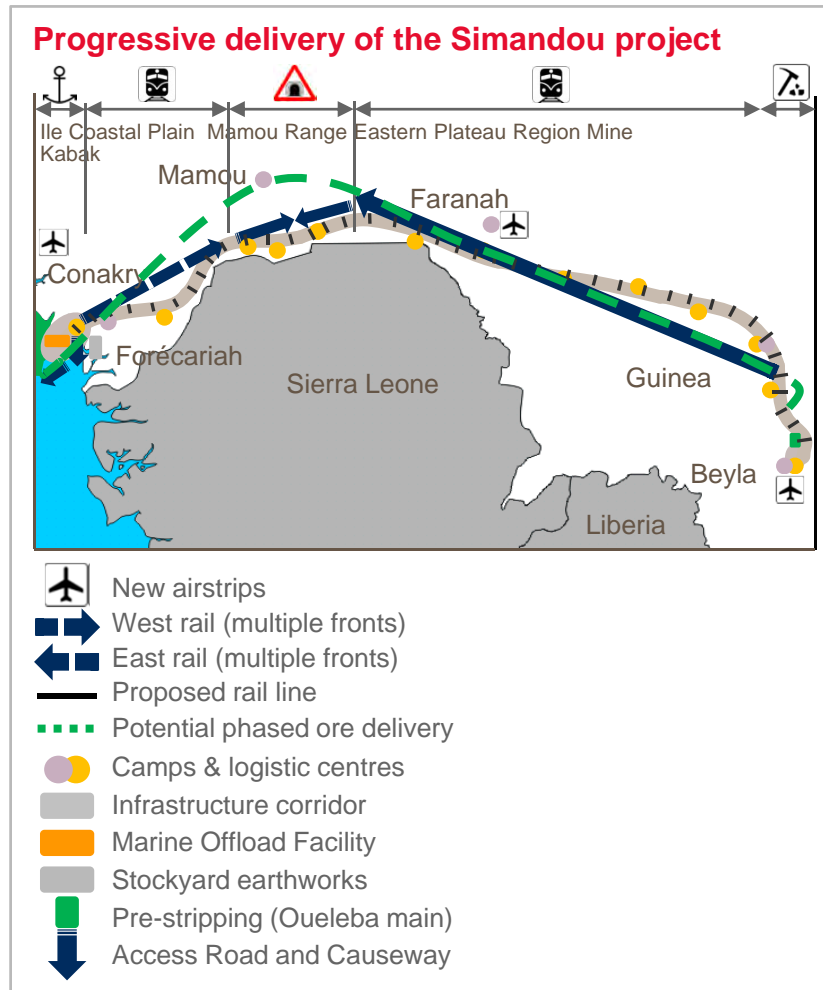 Progressive delivery of the Simandou project
Ile Coastal Plain Mamou Range Eastern Plateau Region Mine
Kabak
Mamou
Faranah
Conakry
Forécariah
Sierra Leone
Guinea
Beyla
Liberia
New airstrips
West rail (multiple fronts)
East rail (multiple fronts)
Proposed rail line
Potential phased ore delivery
Camps & logistic centres
Infrastructure corridor
Marine Offload Facility
Stockyard earthworks
Pre-stripping (Oueleba main)
Access Road and Causeway